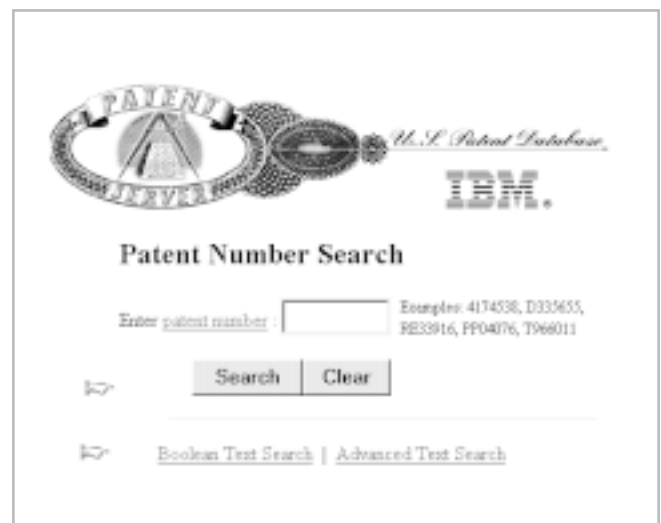 PATENT
SERVER
U.S. Patent Database
IBM®
Patent Number Search
Enter patent number :
Examples: 4174538, D335655,
RE33916, PP04076, T966011
Search Clear
Boolean Text Search | Advanced Text Search